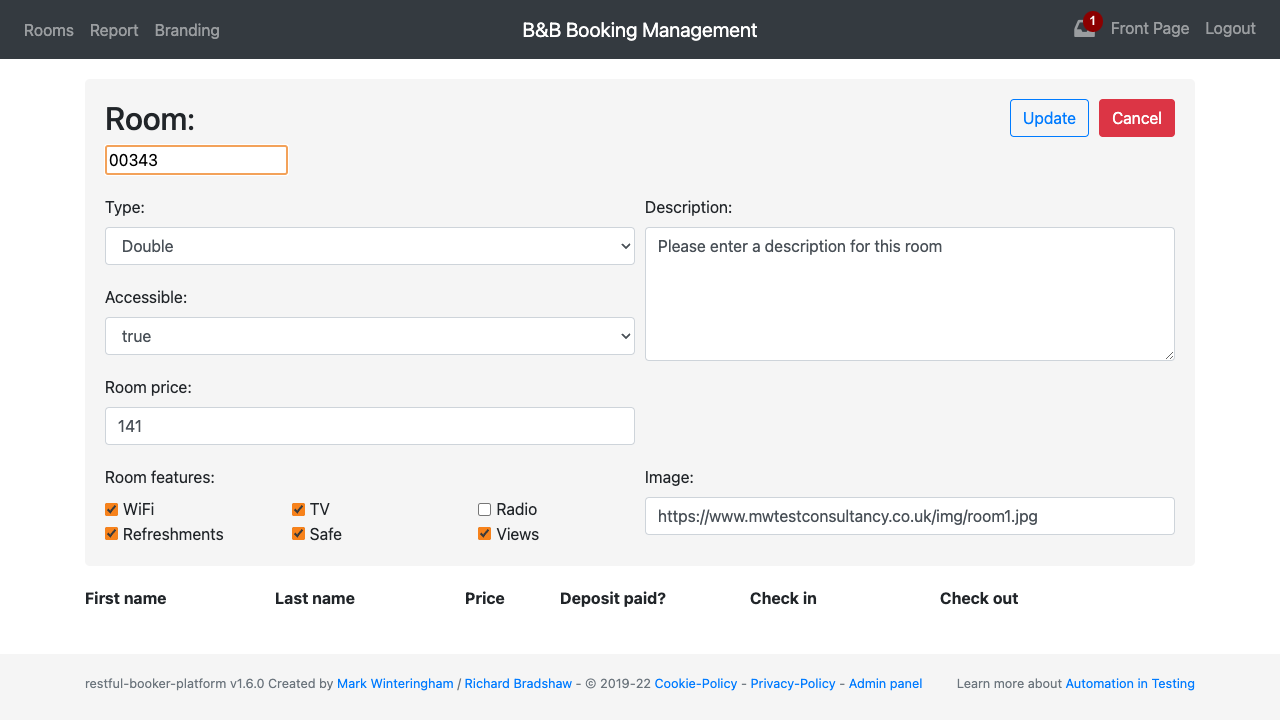 Rooms Report Branding B&B Booking Management 1 Front Page Logout
Room: Update Cancel
00343
Type: Description:
Double Please enter a description for this room
Accessible:
true
Room price:
141
Room features: Image:
WiFi TV Radio https://www.mwtestconsultancy.co.uk/img/room1.jpg
Refreshments Safe Views
First name Last name Price Deposit paid? Check in Check out
restful-booker-platform v1.6.0 Created by Mark Winteringham / Richard Bradshaw - © 2019-22 Cookie-Policy - Privacy-Policy - Admin panel Learn more about Automation in Testing